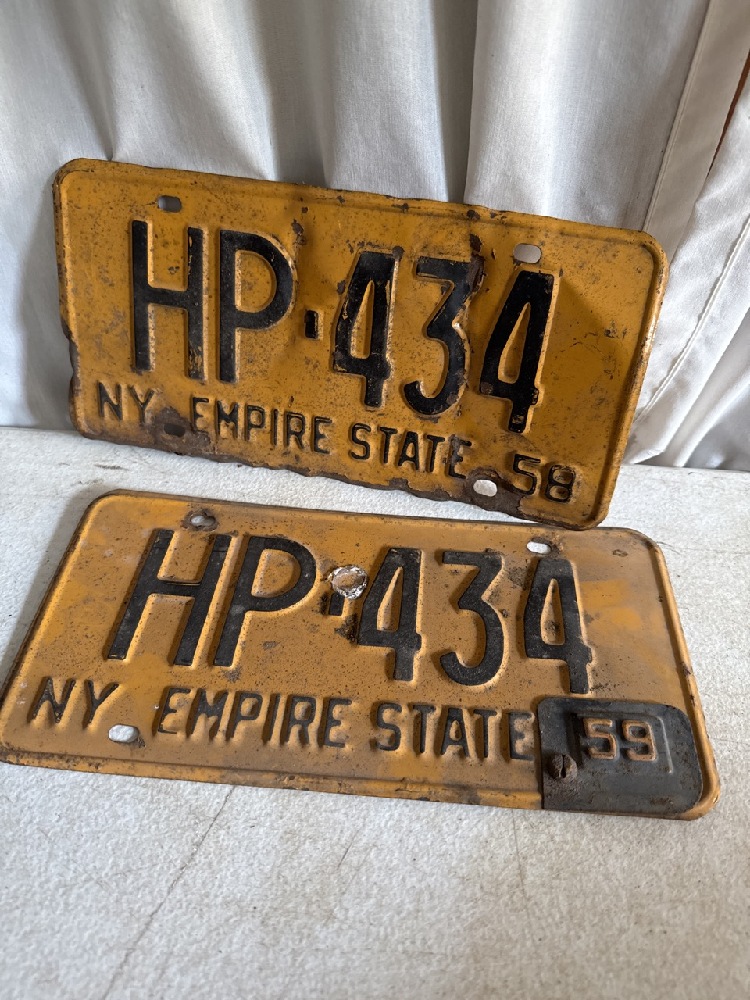 HP-434
NY EMPIRE STATE 58
HP-434
NY EMPIRE STATE 59